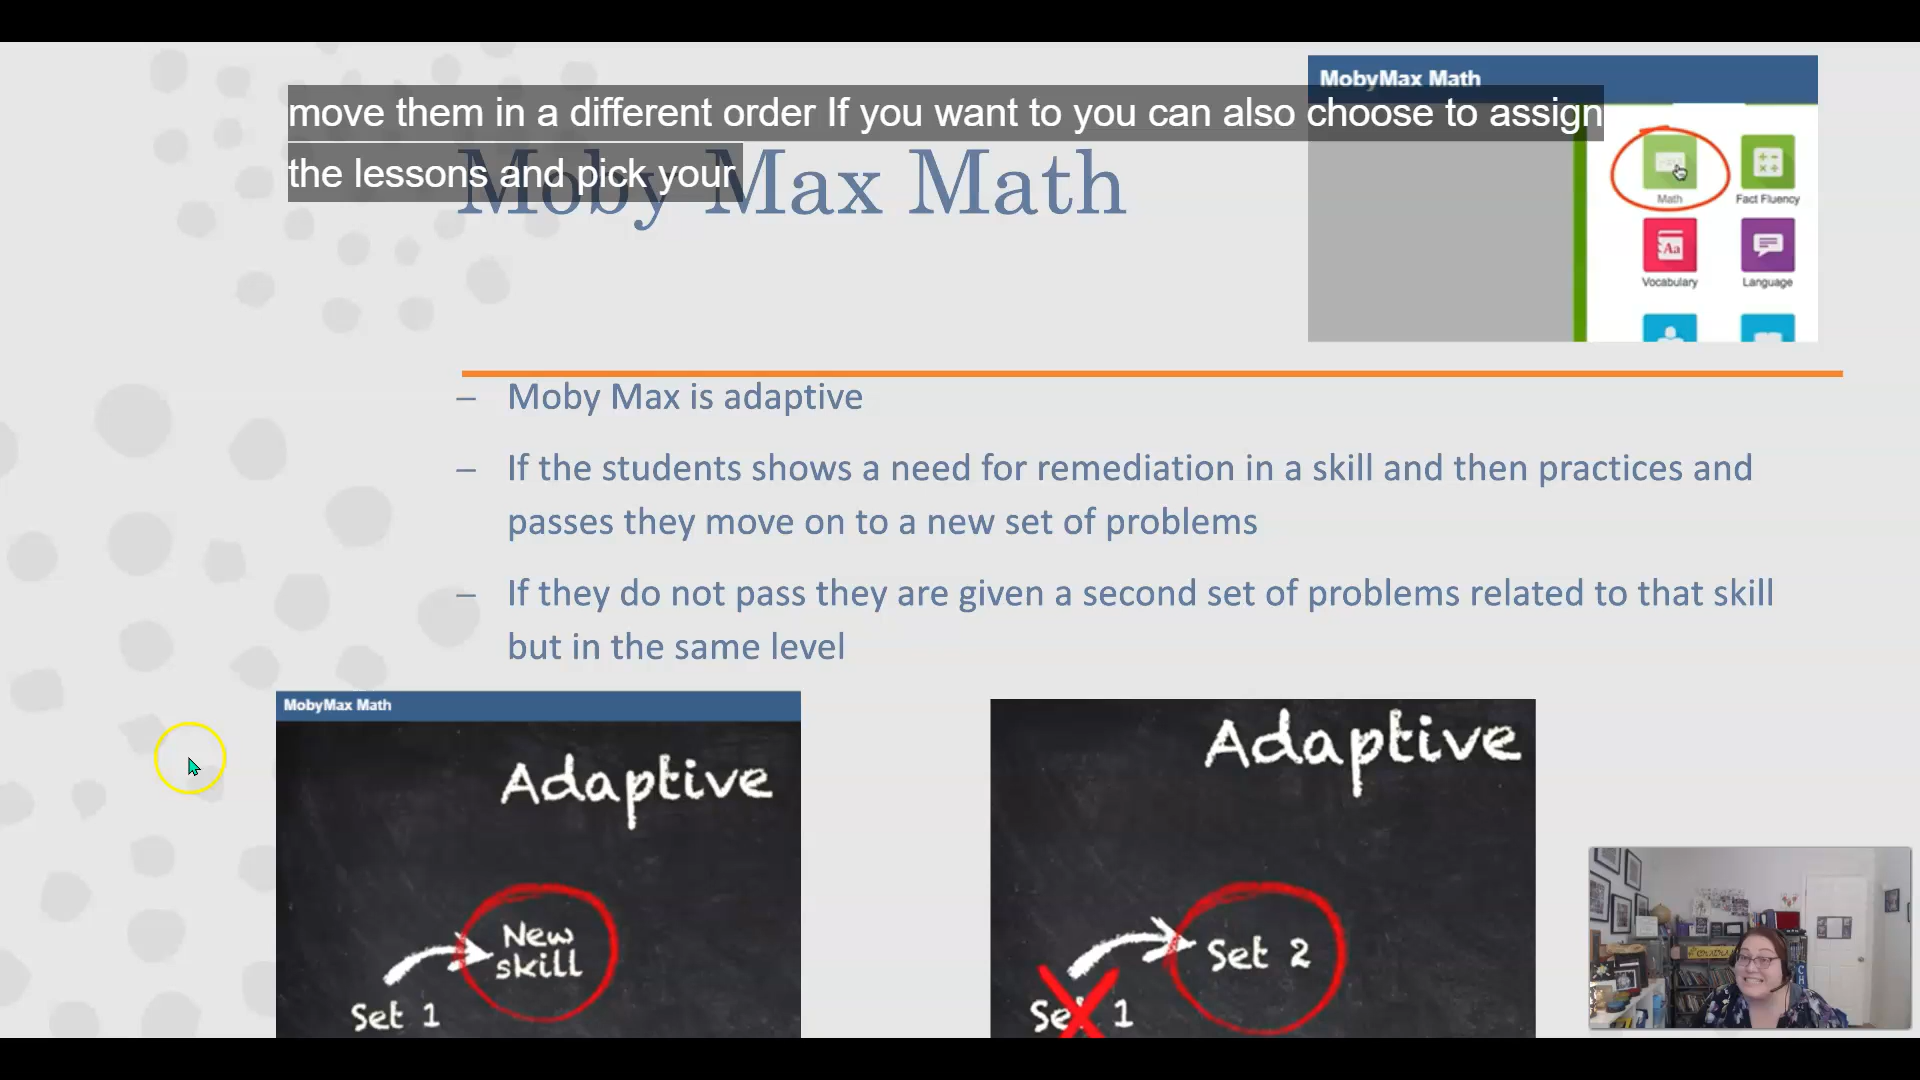 MobyMax Math
move them in a different order If you want to you can also choose to assign
the lessons and pick your
Moby Max Math
Math
Fact Fluency
Aa
Vocabulary
Language
– Moby Max is adaptive
– If the students shows a need for remediation in a skill and then practices and
passes they move on to a new set of problems
– If they do not pass they are given a second set of problems related to that skill
but in the same level
MobyMax Math
Adaptive
New
skill
Set 1
Adaptive
Set 2
Set 1